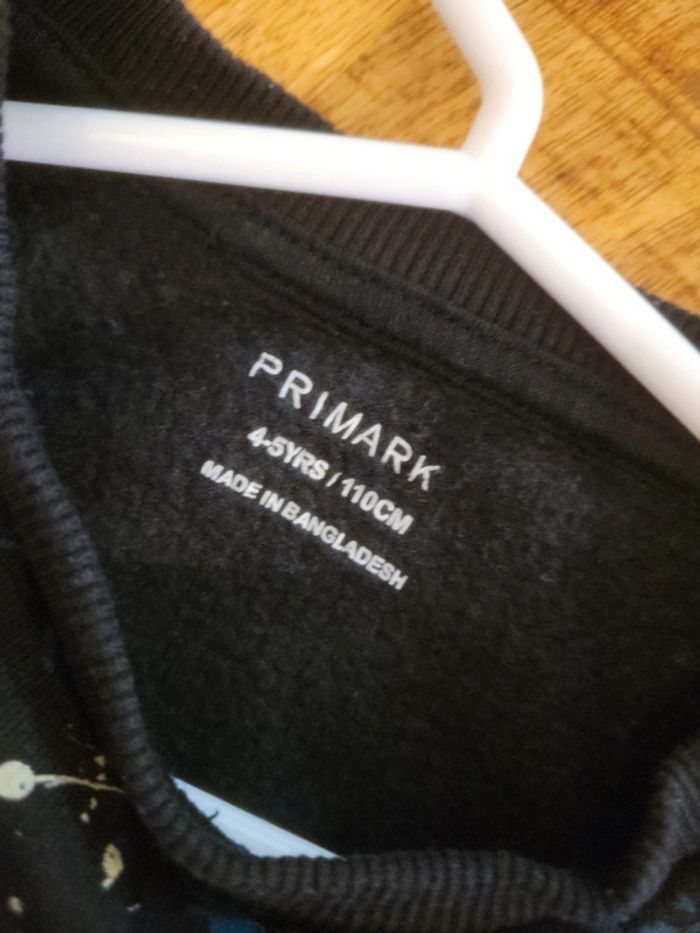 PRIMARK
4-5YRS / 110CM
MADE IN BANGLADESH